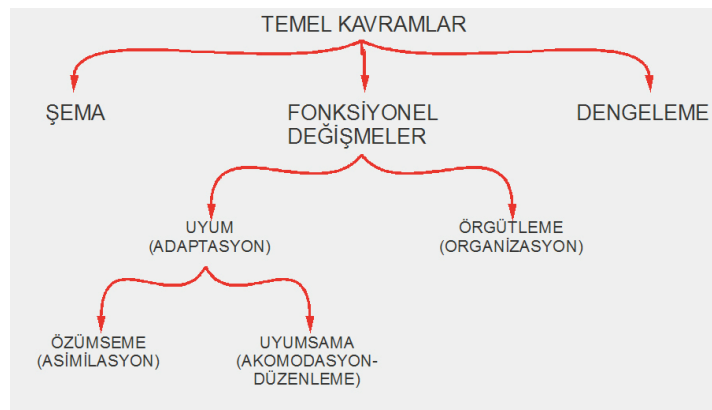 TEMEL KAVRAMLAR
ŞEMA
FONKSİYONEL
DEĞİŞMELER
DENGELEME
UYUM
(ADAPTASYON)
ÖRGÜTLEME
(ORGANİZASYON)
ÖZÜMSEME
(ASİMİLASYON)
UYUMSAMA
(AKOMODASYON-
DÜZENLEME)